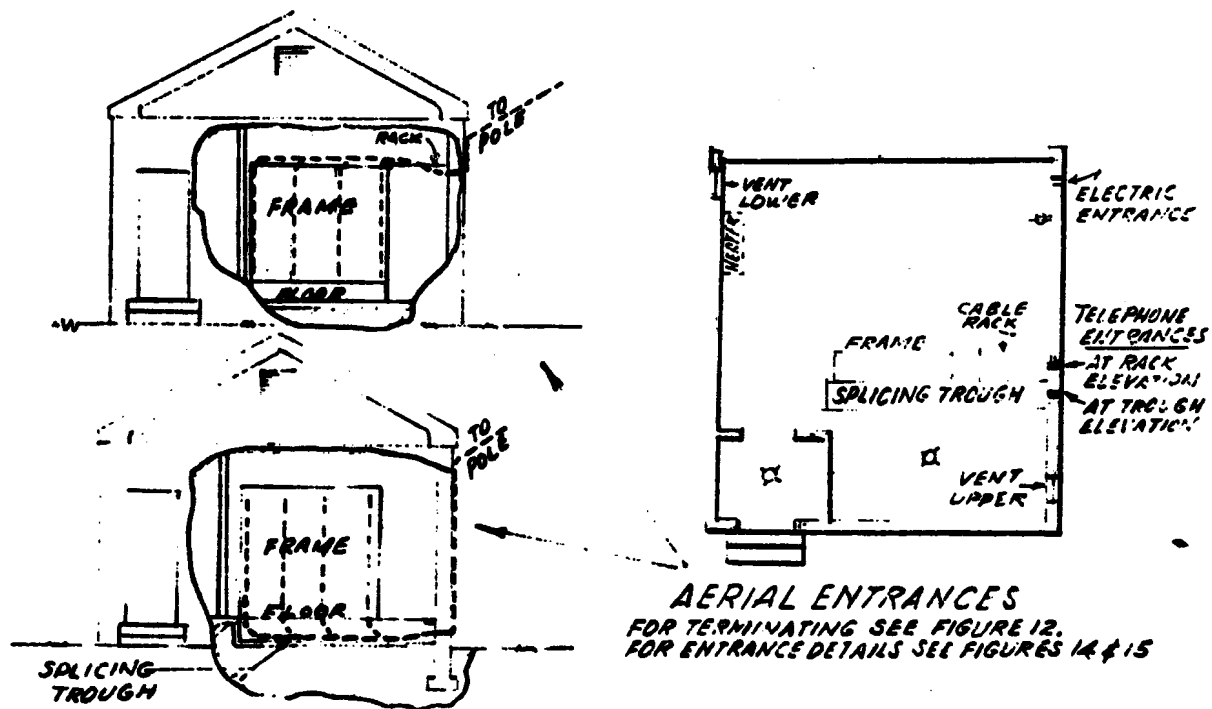 TO
POLE
RACK
FRAME
FLOOR
TO
POLE
FRAME
FLOOR
SPLICING
TROUGH
VENT
LOWER
HEATER
ELECTRIC
ENTRANCE
CABLE
RACK
FRAME
SPLICING TROUGH
TELEPHONE
ENTRANCES
AT RACK
ELEVATION
AT TROUGH
ELEVATION
VENT
UPPER
AERIAL ENTRANCES
FOR TERMINATING SEE FIGURE 12.
FOR ENTRANCE DETAILS SEE FIGURES 14 & 15